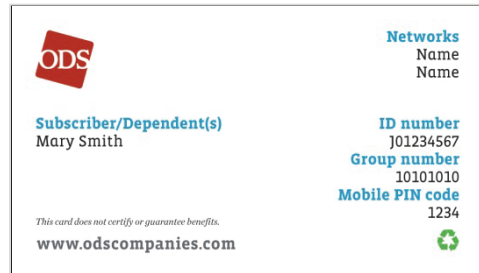 ODS
Networks
Name
Name
Subscriber/Dependent(s)
Mary Smith
ID number
J01234567
Group number
10101010
Mobile PIN code
1234
This card does not certify or guarantee benefits.
www.odscompanies.com